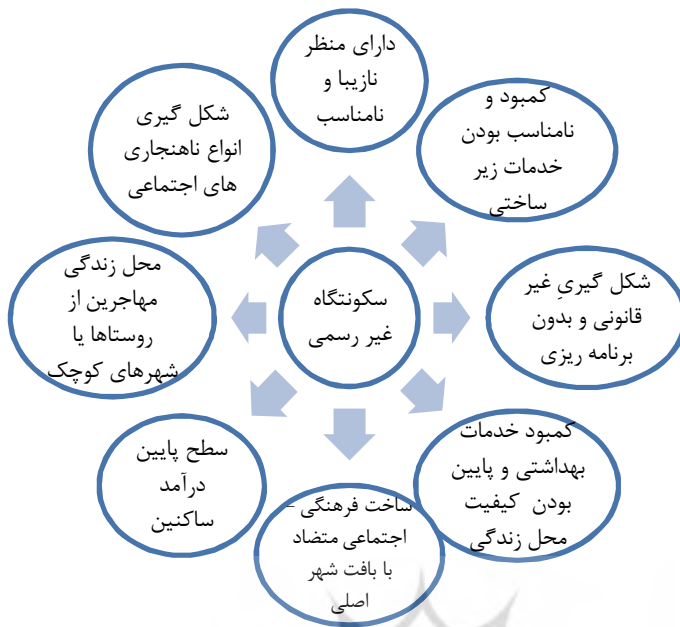 دارای منظر
نازیبا و
نامناسب
کمبود و
نامناسب بودن
خدمات زیر
ساختی
شکل گیریِ غیر
قانونی و بدون
برنامه ریزی
کمبود خدمات
بهداشتی و پایین
بودن کیفیت
محل زندگی
ساخت فرهنگی –
اجتماعی متضاد
با بافت شهر
اصلی
سطح پایین
درآمد
ساکنین
محل زندگی
مهاجرین از
روستاها یا
شهرهای کوچک
شکل گیری
انواع ناهنجاری
های اجتماعی
سکونتگاه
غیر رسمی